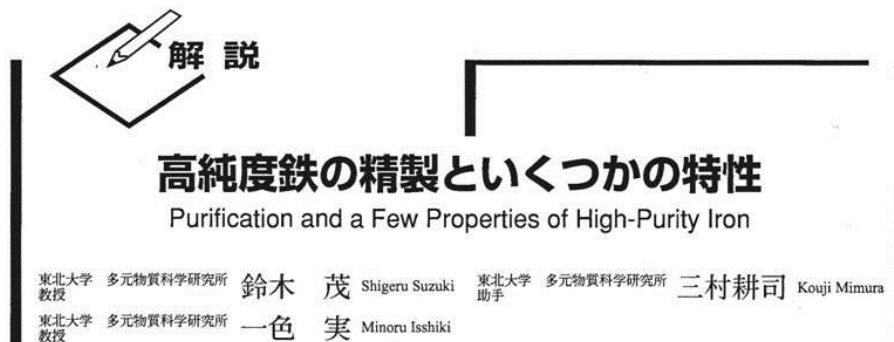 解説
高純度鉄の精製といくつかの特性
Purification and a Few Properties of High-Purity Iron
東北大学 多元物質科学研究所 教授 鈴木 茂 Shigeru Suzuki 東北大学 多元物質科学研究所 助手 三村耕司 Kouji Mimura
東北大学 多元物質科学研究所 教授 一色 実 Minoru Isshiki